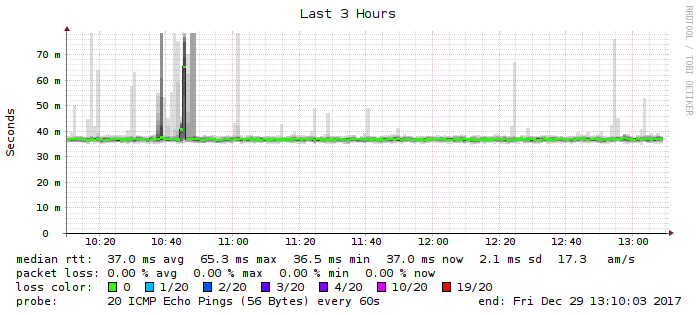 Last 3 Hours
RRDTOOL / TOBI OETIKER
Seconds
70 m
60 m
50 m
40 m
30 m
20 m
10 m
0
10:20 10:40 11:00 11:20 11:40 12:00 12:20 12:40 13:00
median rtt: 37.0 ms avg 65.3 ms max 36.5 ms min 37.0 ms now 2.1 ms sd 17.3 am/s
packet loss: 0.00 % avg 0.00 % max 0.00 % min 0.00 % now
loss color: 0 1/20 2/20 3/20 4/20 10/20 19/20
probe: 20 ICMP Echo Pings (56 Bytes) every 60s end: Fri Dec 29 13:10:03 2017